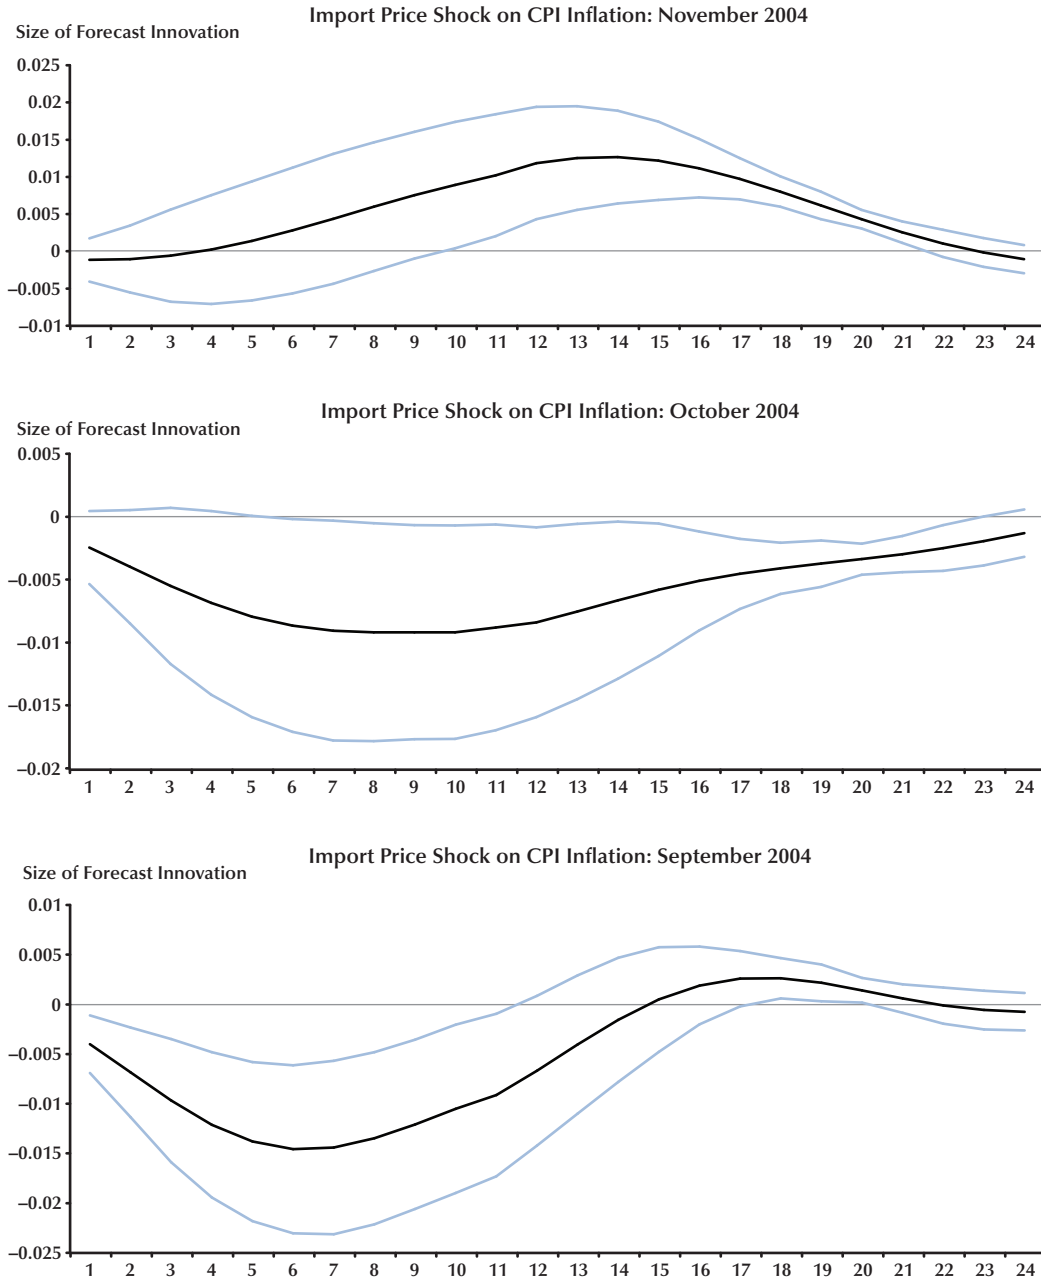 Import Price Shock on CPI Inflation: November 2004
Size of Forecast Innovation
0.025
0.02
0.015
0.01
0.005
0
–0.005
–0.01
1 2 3 4 5 6 7 8 9 10 11 12 13 14 15 16 17 18 19 20 21 22 23 24
Import Price Shock on CPI Inflation: October 2004
Size of Forecast Innovation
0.005
0
–0.005
–0.01
–0.015
–0.02
1 2 3 4 5 6 7 8 9 10 11 12 13 14 15 16 17 18 19 20 21 22 23 24
Import Price Shock on CPI Inflation: September 2004
Size of Forecast Innovation
0.01
0.005
0
–0.005
–0.01
–0.015
–0.02
–0.025
1 2 3 4 5 6 7 8 9 10 11 12 13 14 15 16 17 18 19 20 21 22 23 24